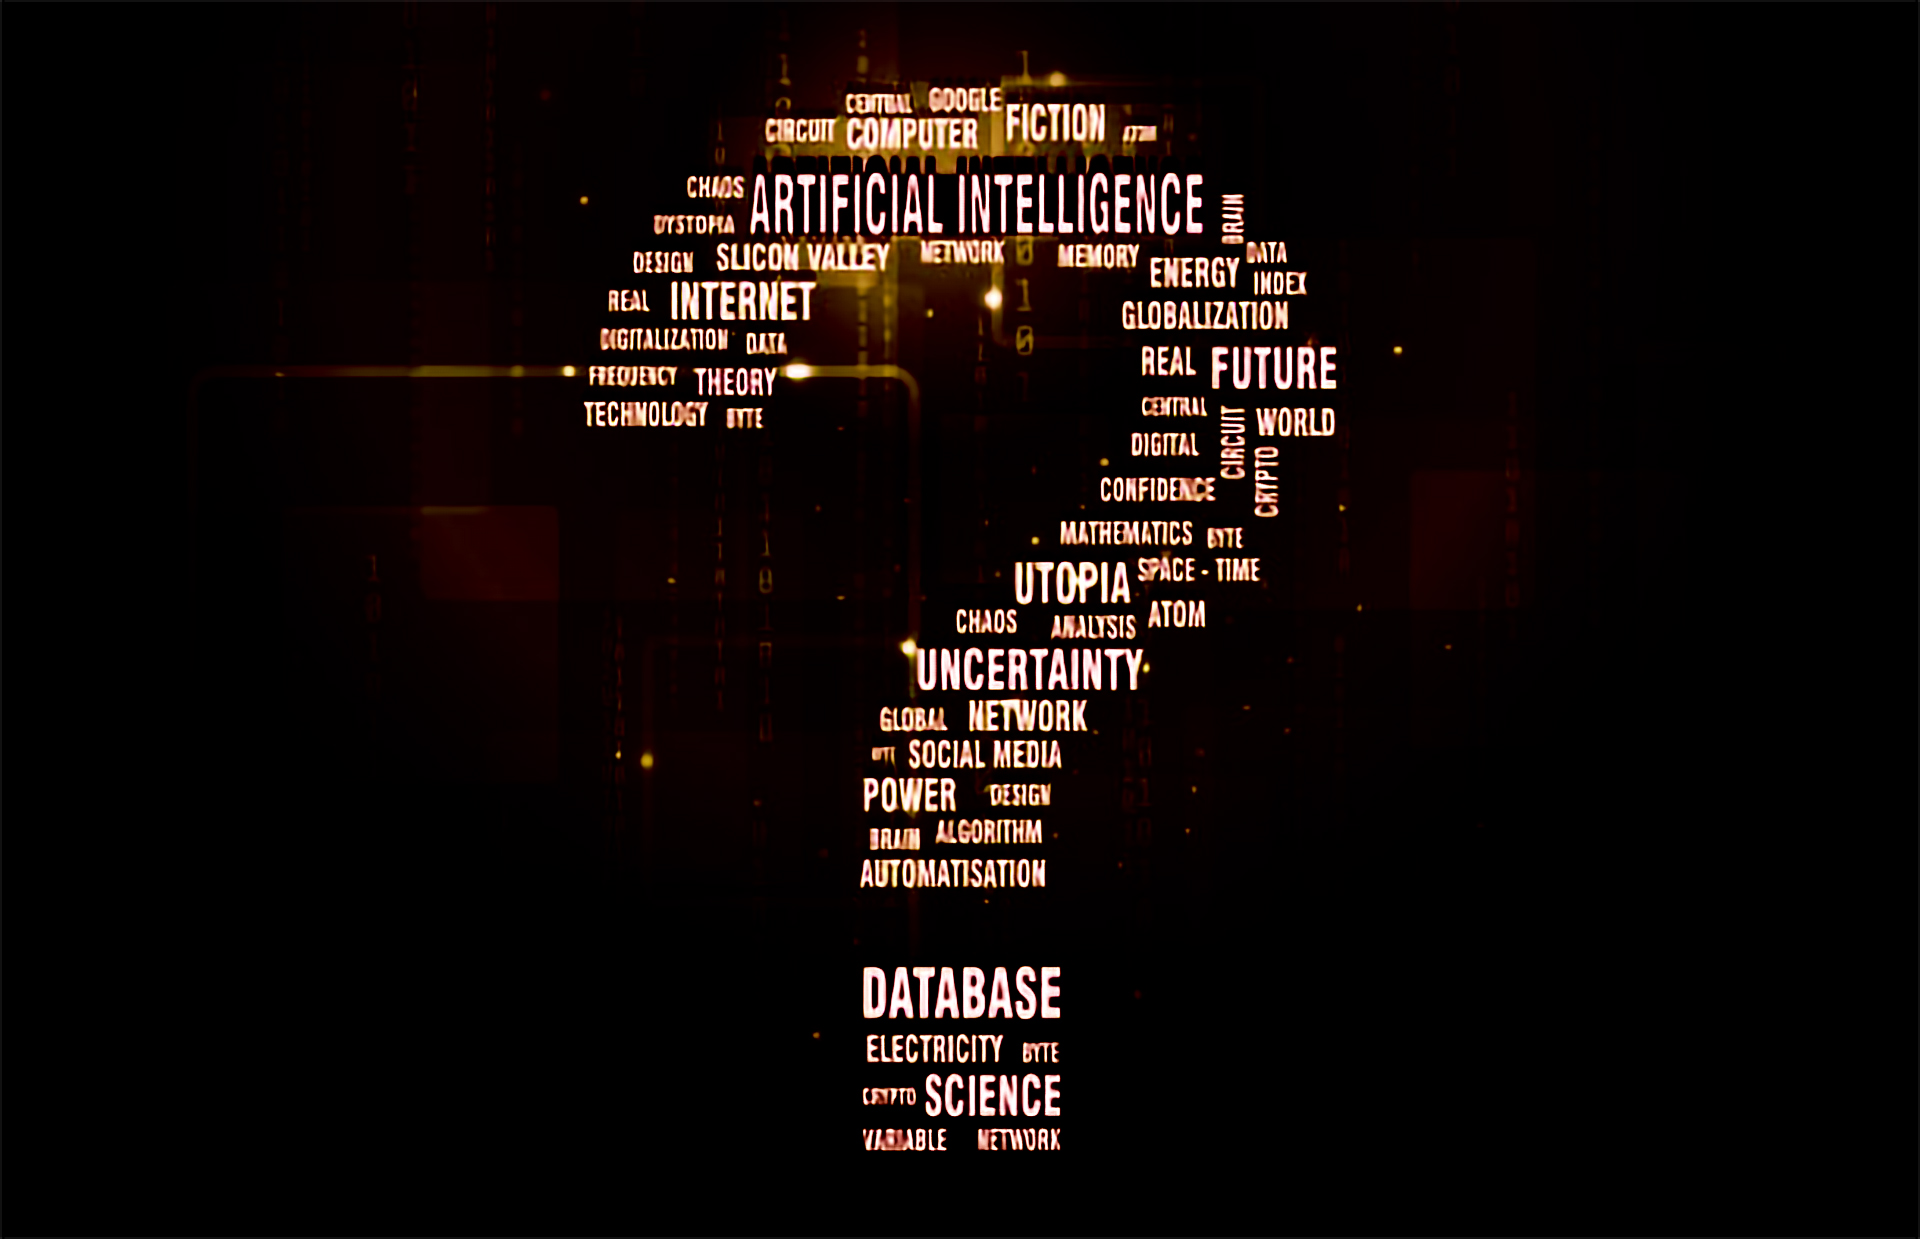 CENTRAL GOOGLE
CIRCUIT COMPUTER FICTION
CHAOS ARTIFICIAL INTELLIGENCE BRAIN
DYSTOPIA
DESIGN SLICON VALLEY NETWORK MEMORY ENERGY DATA
INDEX
REAL INTERNET GLOBALIZATION
DIGITALIZATION DATA
FREQUENCY THEORY REAL FUTURE
TECHNOLOGY BYTE CENTRAL CIRCUIT WORLD
DIGITAL
CONFIDENCE CRYPTO
MATHEMATICS BYTE
UTOPIA SPACE - TIME
CHAOS ANALYSIS ATOM
UNCERTAINTY
GLOBAL NETWORK
BYTE SOCIAL MEDIA
POWER DESIGN
BRAIN ALGORITHM
AUTOMATISATION
DATABASE
ELECTRICITY BYTE
CRYPTO SCIENCE
VARIABLE NETWORK